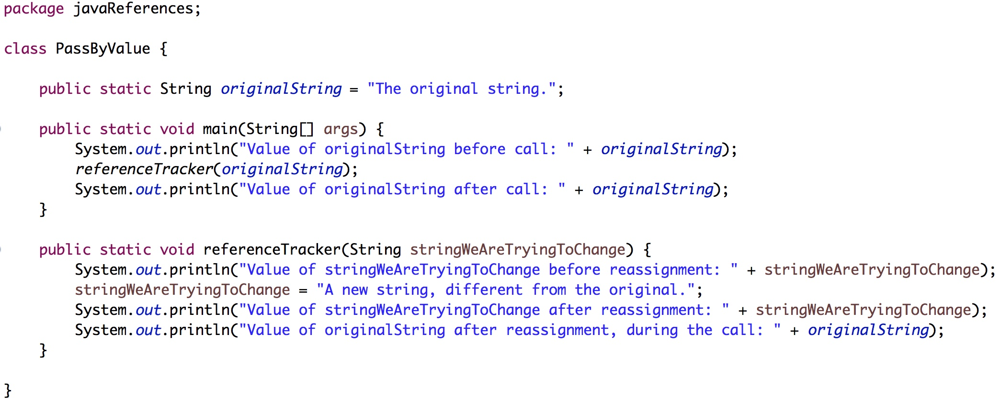 package javaReferences;
class PassByValue {
public static String originalString = "The original string.";
public static void main(String[] args) {
System.out.println("Value of originalString before call: " + originalString);
referenceTracker(originalString);
System.out.println("Value of originalString after call: " + originalString);
}
public static void referenceTracker(String stringWeAreTryingToChange) {
System.out.println("Value of stringWeAreTryingToChange before reassignment: " + stringWeAreTryingToChange);
stringWeAreTryingToChange = "A new string, different from the original.";
System.out.println("Value of stringWeAreTryingToChange after reassignment: " + stringWeAreTryingToChange);
System.out.println("Value of originalString after reassignment, during the call: " + originalString);
}
}